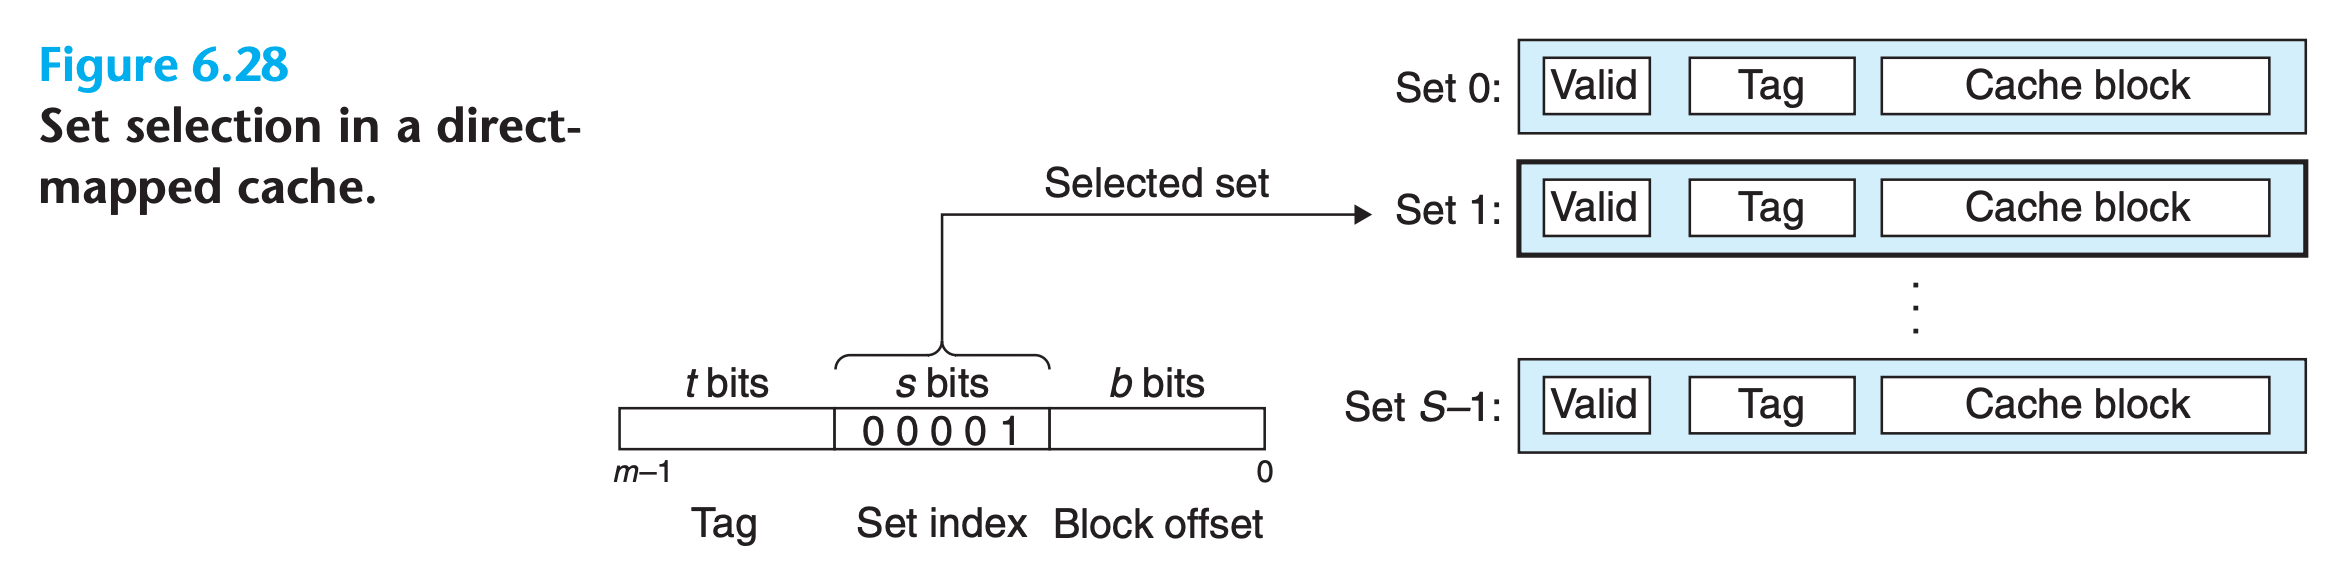 Figure 6.28
Set selection in a direct-
mapped cache.
Set 0: Valid Tag Cache block
Selected set
Set 1: Valid Tag Cache block
Set S–1: Valid Tag Cache block
t bits s bits b bits
0 0 0 0 1
m–1 0
Tag Set index Block offset